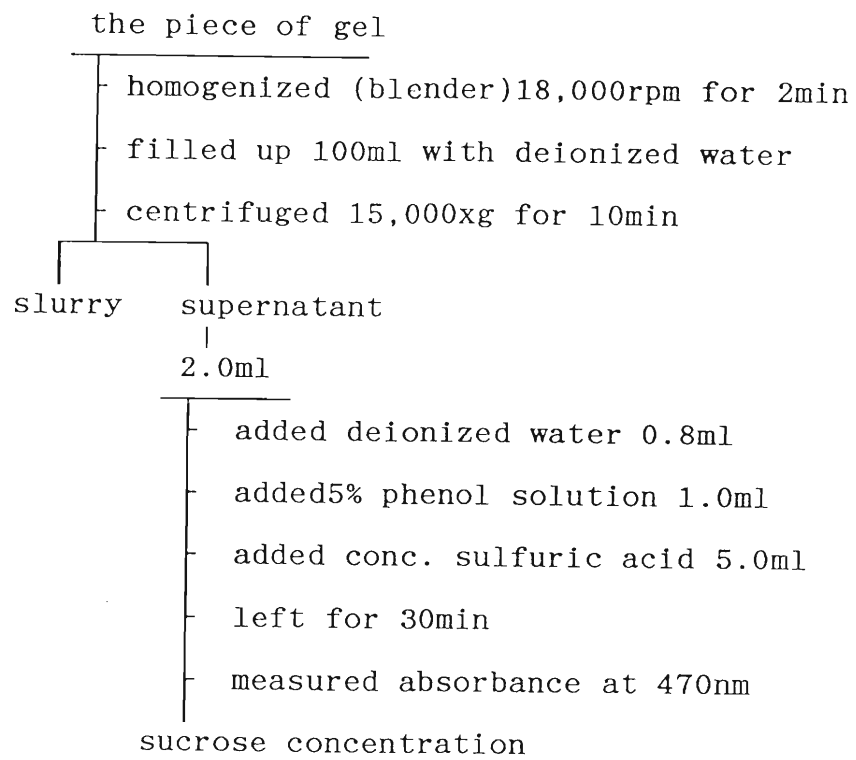 the piece of gel
homogenized (blender)18,000rpm for 2min
filled up 100ml with deionized water
centrifuged 15,000xg for 10min
slurry supernatant
2.0ml
added deionized water 0.8ml
added5% phenol solution 1.0ml
added conc. sulfuric acid 5.0ml
left for 30min
measured absorbance at 470nm
sucrose concentration